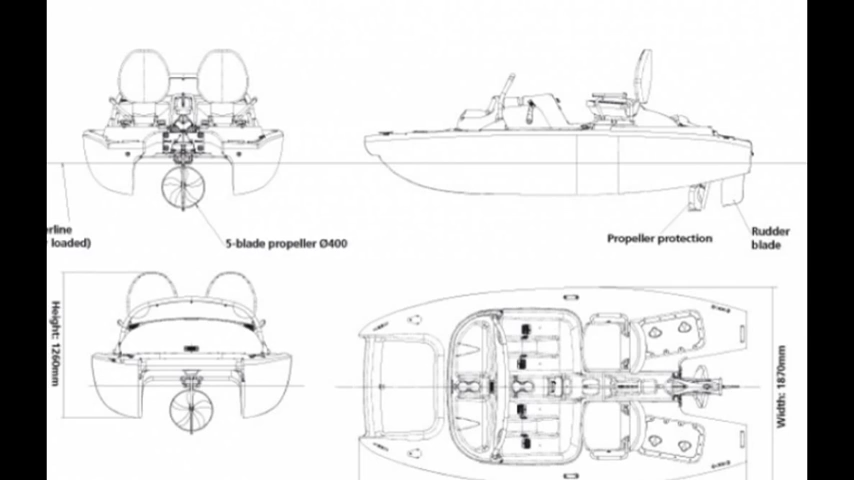 erline
loaded)
5-blade propeller Ø400
Propeller protection
Rudder
blade
Height: 1260mm
Width: 1870mm